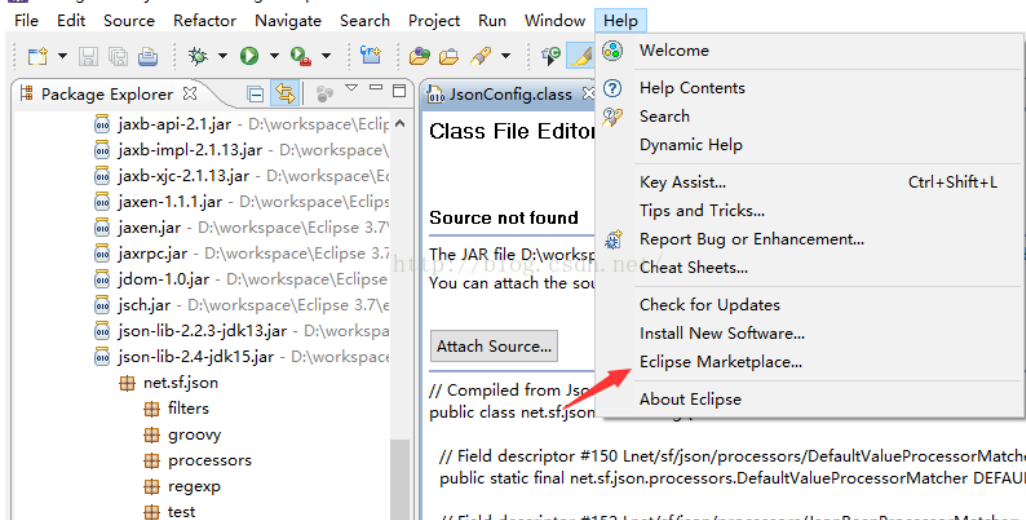 File Edit Source Refactor Navigate Search Project Run Window Help
Package Explorer
jaxb-api-2.1.jar - D:\workspace\Eclip
jaxb-impl-2.1.13.jar - D:\workspace\
jaxb-xjc-2.1.13.jar - D:\workspace\Ec
jaxen-1.1.1.jar - D:\workspace\Eclips
jaxen.jar - D:\workspace\Eclipse 3.7\
jaxrpc.jar - D:\workspace\Eclipse 3.7
jdom-1.0.jar - D:\workspace\Eclipse
jsch.jar - D:\workspace\Eclipse 3.7\e
json-lib-2.2.3-jdk13.jar - D:\workspa
json-lib-2.4-jdk15.jar - D:\workspace
net.sf.json
filters
groovy
processors
regexp
test
JsonConfig.class
Class File Editor
Source not found
The JAR file D:\worksp
You can attach the sou
Attach Source...
// Compiled from Jso
public class net.sf.json
// Field descriptor #150 Lnet/sf/json/processors/DefaultValueProcessorMatche
public static final net.sf.json.processors.DefaultValueProcessorMatcher DEFAUL
http://blog.csdn.net/
Welcome
Help Contents
Search
Dynamic Help
Key Assist... Ctrl+Shift+L
Tips and Tricks...
Report Bug or Enhancement...
Cheat Sheets...
Check for Updates
Install New Software...
Eclipse Marketplace...
About Eclipse